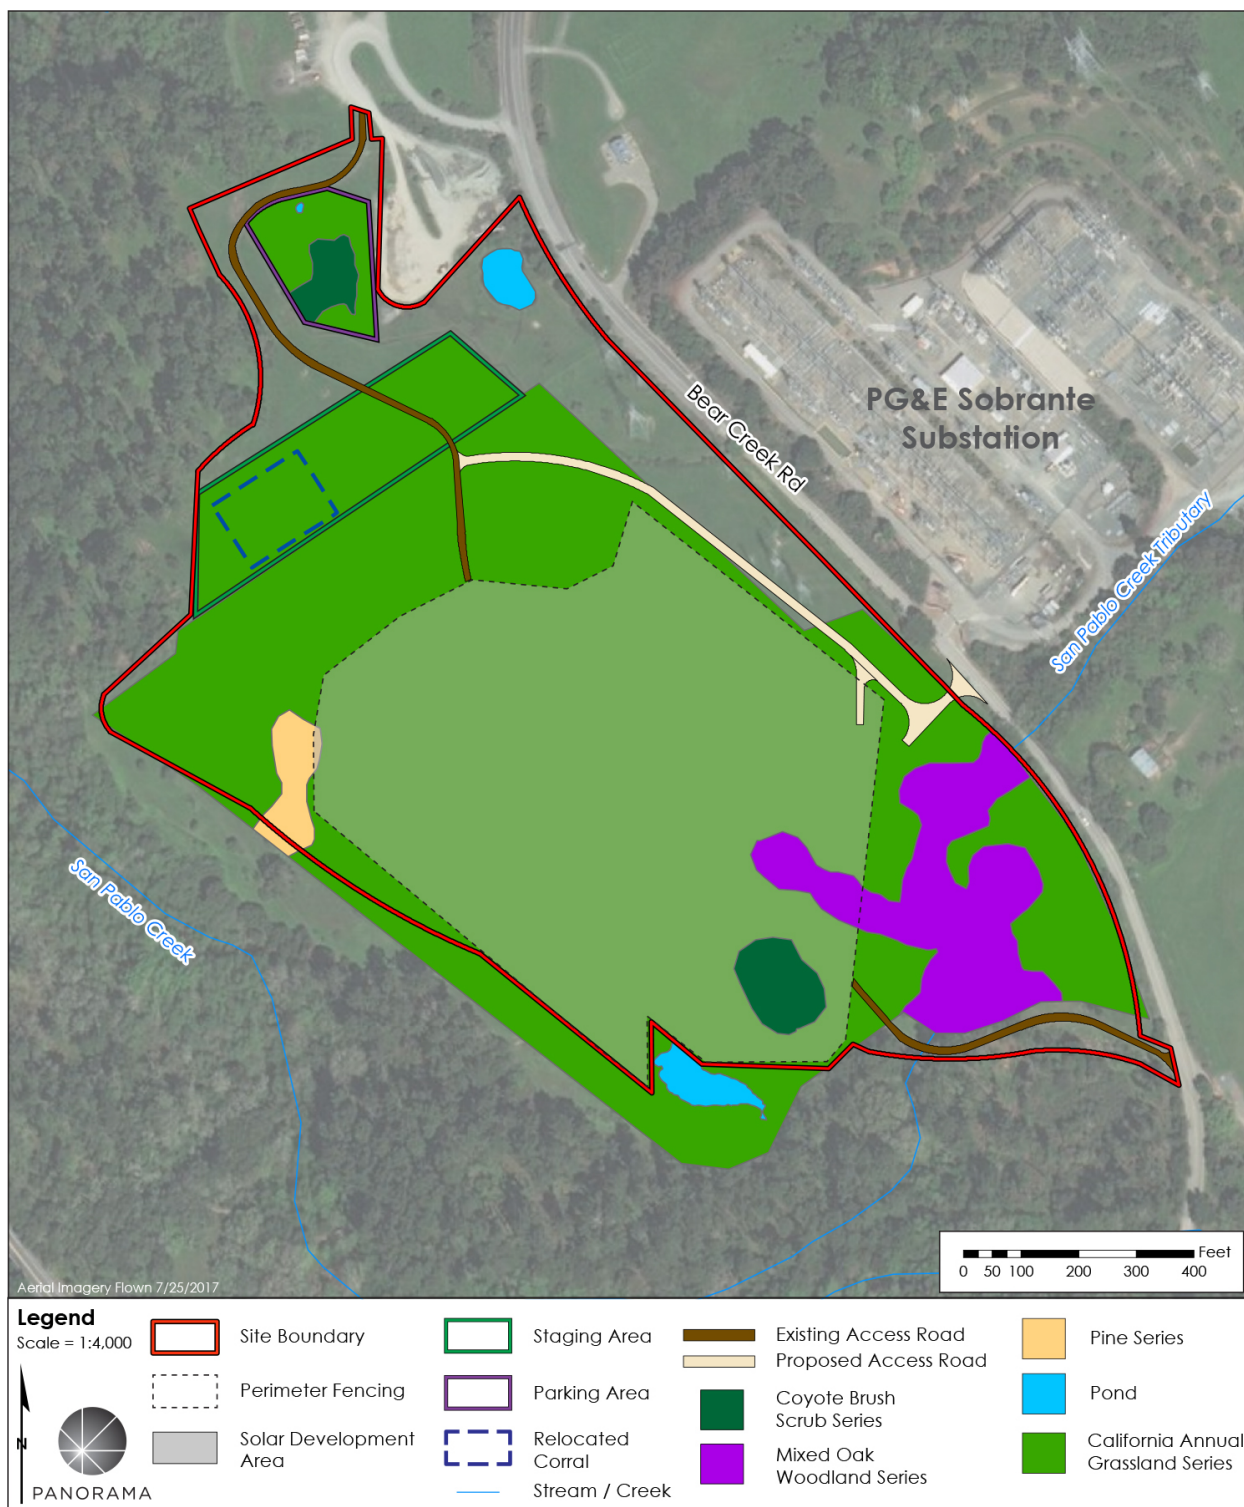 Bear Creek Rd
PG&E Sobrante
Substation
San Pablo Creek Tributary
San Pablo Creek
Feet
0 50 100 200 300 400
Aerial Imagery Flown 7/25/2017
Legend
Scale = 1:4,000
N
PANORAMA
Site Boundary
Perimeter Fencing
Solar Development
Area
Staging Area
Parking Area
Relocated
Corral
Stream / Creek
Existing Access Road
Proposed Access Road
Coyote Brush
Scrub Series
Mixed Oak
Woodland Series
Pine Series
Pond
California Annual
Grassland Series